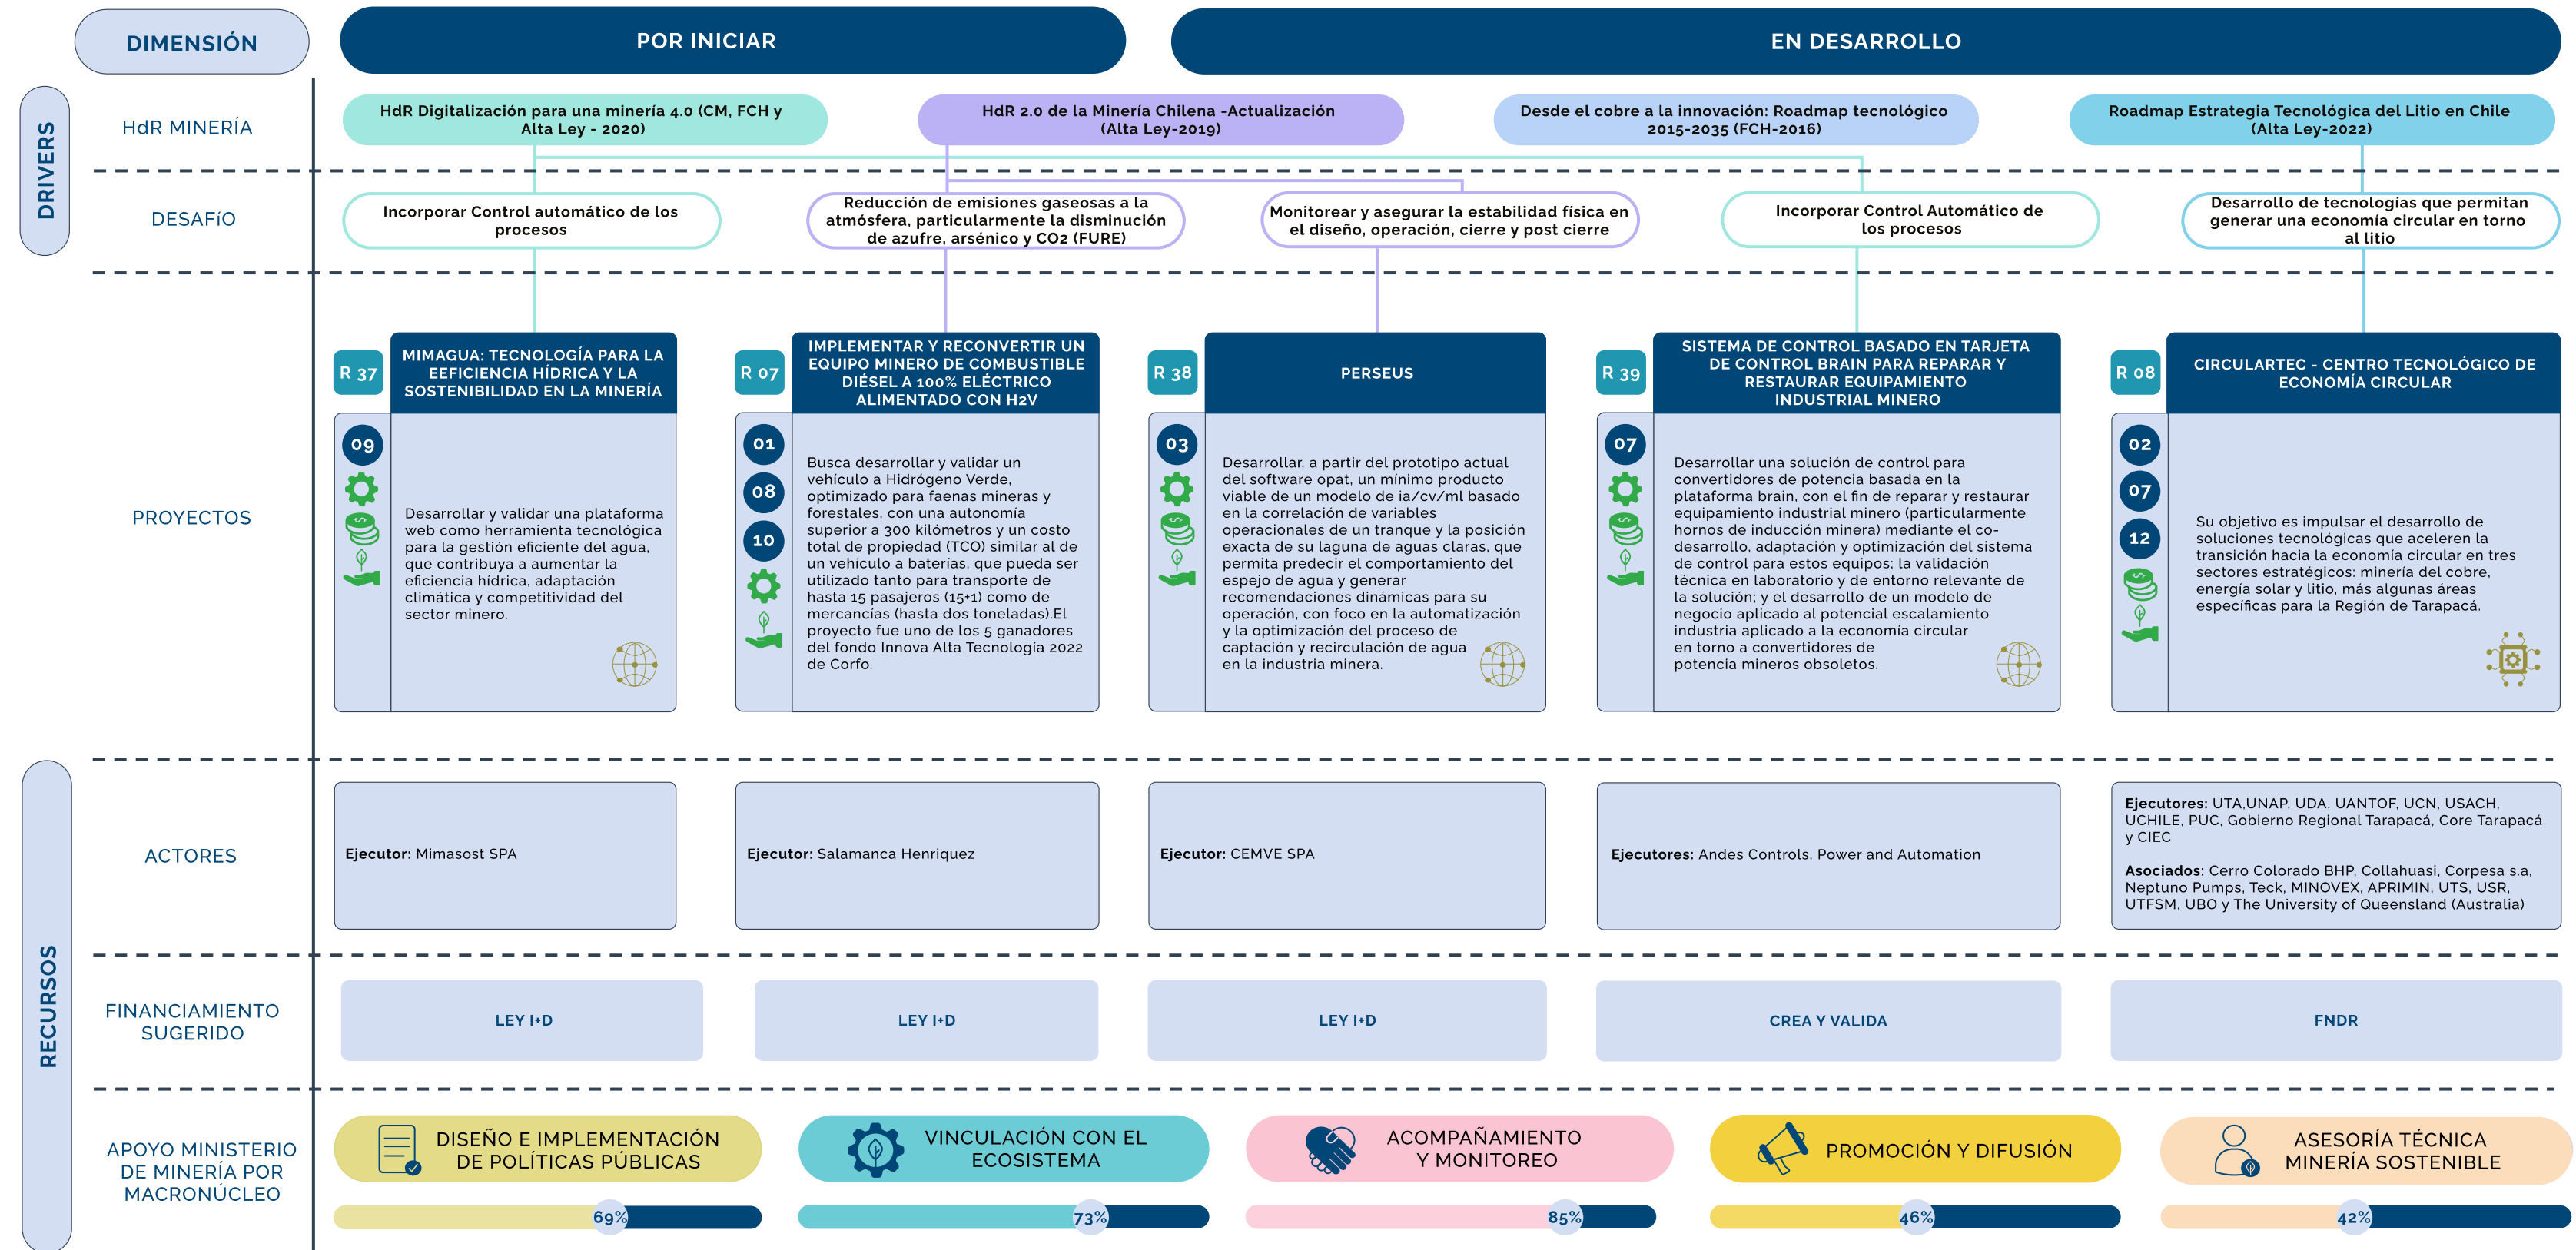 DIMENSIÓN
POR INICIAR
EN DESARROLLO
DRIVERS
HdR MINERÍA
HdR Digitalización para una minería 4.0 (CM, FCH y
Alta Ley - 2020)
HdR 2.0 de la Minería Chilena -Actualización
(Alta Ley-2019)
Desde el cobre a la innovación: Roadmap tecnológico
2015-2035 (FCH-2016)
Roadmap Estrategia Tecnológica del Litio en Chile
(Alta Ley-2022)
DESAFíO
Incorporar Control automático de los
procesos
Reducción de emisiones gaseosas a la
atmósfera, particularmente la disminución
de azufre, arsénico y CO2 (FURE)
Monitorear y asegurar la estabilidad física en
el diseño, operación, cierre y post cierre
Incorporar Control Automático de
los procesos
Desarrollo de tecnologías que permitan
generar una economía circular en torno
al litio
PROYECTOS
R 37
MIMAGUA: TECNOLOGÍA PARA LA
EEFICIENCIA HÍDRICA Y LA
SOSTENIBILIDAD EN LA MINERÍA
09
Desarrollar y validar una plataforma
web como herramienta tecnológica
para la gestión eficiente del agua,
que contribuya a aumentar la
eficiencia hídrica, adaptación
climática y competitividad del
sector minero.
R 07
IMPLEMENTAR Y RECONVERTIR UN
EQUIPO MINERO DE COMBUSTIBLE
DIÉSEL A 100% ELÉCTRICO
ALIMENTADO CON H2V
01
08
10
Busca desarrollar y validar un
vehículo a Hidrógeno Verde,
optimizado para faenas mineras y
forestales, con una autonomía
superior a 300 kilómetros y un costo
total de propiedad (TCO) similar al de
un vehículo a baterías, que pueda ser
utilizado tanto para transporte de
hasta 15 pasajeros (15+1) como de
mercancías (hasta dos toneladas).El
proyecto fue uno de los 5 ganadores
del fondo Innova Alta Tecnología 2022
de Corfo.
R 38
PERSEUS
03
Desarrollar, a partir del prototipo actual
del software opat, un mínimo producto
viable de un modelo de ia/cv/ml basado
en la correlación de variables
operacionales de un tranque y la posición
exacta de su laguna de aguas claras, que
permita predecir el comportamiento del
espejo de agua y generar
recomendaciones dinámicas para su
operación, con foco en la automatización
y la optimización del proceso de
captación y recirculación de agua
en la industria minera.
R 39
SISTEMA DE CONTROL BASADO EN TARJETA
DE CONTROL BRAIN PARA REPARAR Y
RESTAURAR EQUIPAMIENTO
INDUSTRIAL MINERO
07
Desarrollar una solución de control para
convertidores de potencia basada en la
plataforma brain, con el fin de reparar y restaurar
equipamiento industrial minero (particularmente
hornos de inducción minera) mediante el co-
desarrollo, adaptación y optimización del sistema
de control para estos equipos; la validación
técnica en laboratorio y de entorno relevante de
la solución; y el desarrollo de un modelo de
negocio aplicado al potencial escalamiento
industria aplicado a la economía circular
en torno a convertidores de
potencia mineros obsoletos.
R 08
CIRCULARTEC - CENTRO TECNOLÓGICO DE
ECONOMÍA CIRCULAR
02
07
12
Su objetivo es impulsar el desarrollo de
soluciones tecnológicas que aceleren la
transición hacia la economía circular en tres
sectores estratégicos: minería del cobre,
energía solar y litio, más algunas áreas
específicas para la Región de Tarapacá.
RECURSOS
ACTORES
Ejecutor: Mimasost SPA
Ejecutor: Salamanca Henriquez
Ejecutor: CEMVE SPA
Ejecutores: Andes Controls, Power and Automation
Ejecutores: UTA,UNAP, UDA, UANTOF, UCN, USACH,
UCHILE, PUC, Gobierno Regional Tarapacá, Core Tarapacá
y CIEC
Asociados: Cerro Colorado BHP, Collahuasi, Corpesa s.a,
Neptuno Pumps, Teck, MINOVEX, APRIMIN, UTS, USR,
UTFSM, UBO y The University of Queensland (Australia)
FINANCIAMIENTO
SUGERIDO
LEY I+D
LEY I+D
LEY I+D
CREA Y VALIDA
FNDR
APOYO MINISTERIO
DE MINERÍA POR
MACRONÚCLEO
DISEÑO E IMPLEMENTACIÓN
DE POLÍTICAS PÚBLICAS
69%
VINCULACIÓN CON EL
ECOSISTEMA
73%
ACOMPAÑAMIENTO
Y MONITOREO
85%
PROMOCIÓN Y DIFUSIÓN
46%
ASESORÍA TÉCNICA
MINERÍA SOSTENIBLE
42%